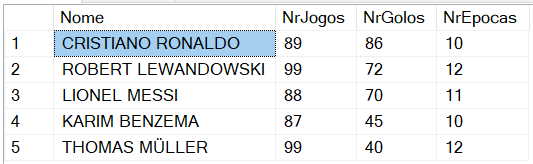 Nome NrJogos NrGolos NrEpocas
1 CRISTIANO RONALDO 89 86 10
2 ROBERT LEWANDOWSKI 99 72 12
3 LIONEL MESSI 88 70 11
4 KARIM BENZEMA 87 45 10
5 THOMAS MÜLLER 99 40 12